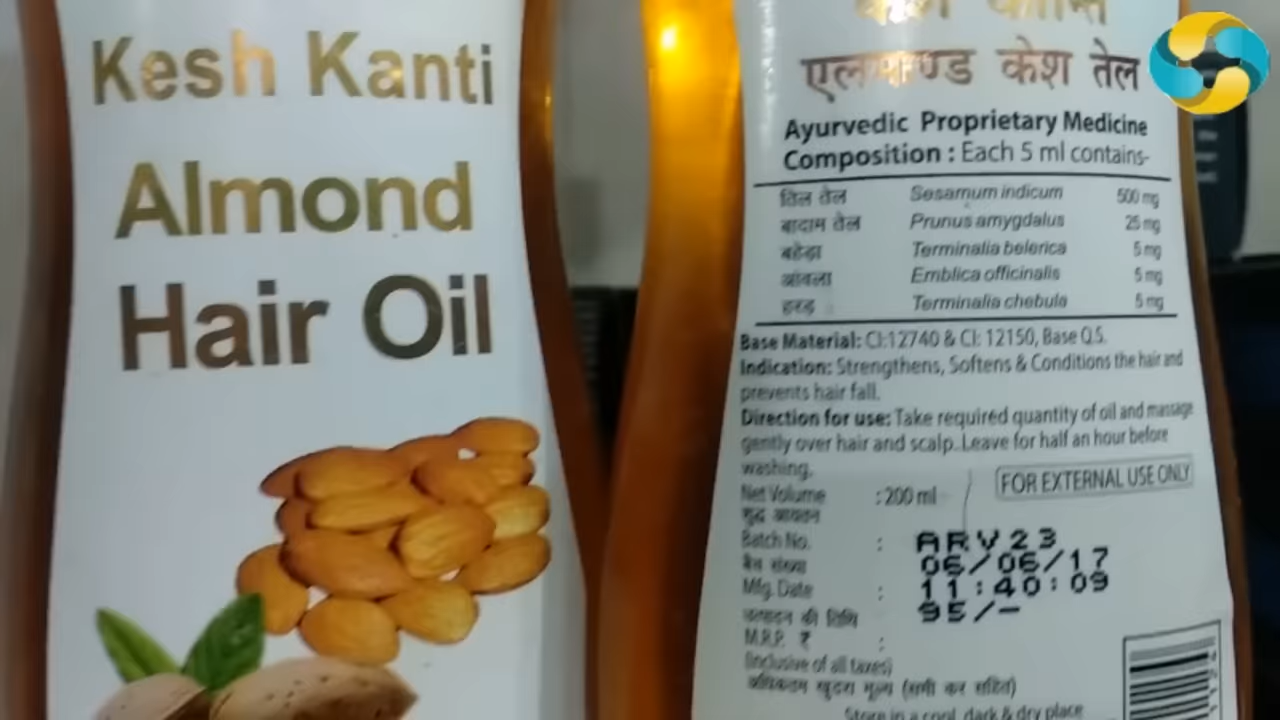 Kesh Kanti
Almond
Hair Oil
एलमाण्ड केश तेल
Ayurvedic Proprietary Medicine
Composition : Each 5 ml contains-
तिल तेल Sesamum indicum 500 mg
बादाम तेल Prunus amygdalus 25 mg
बहेड़ा Terminalia belerica 5 mg
आंवला Emblica officinalis 5 mg
हरड़ Terminalia chebula 5 mg
Base Material: CI:12740 & CI: 12150, Base Q.S.
Indication: Strengthens, Softens & Conditions the hair and
prevents hair fall.
Direction for use: Take required quantity of oil and massage
gently over hair and scalp. Leave for half an hour before
washing.
FOR EXTERNAL USE ONLY
Net Volume : 200 ml
शुद्ध आयतन
Batch No. : ARV23
बैच संख्या 06/06/17
Mfg. Date : 11:40:09
उत्पादन की तिथि 95/-
M.R.P. ₹ :
(Inclusive of all taxes)
अधिकतम खुदरा मूल्य (सभी कर सहित)
Store in a cool, dark & dry place